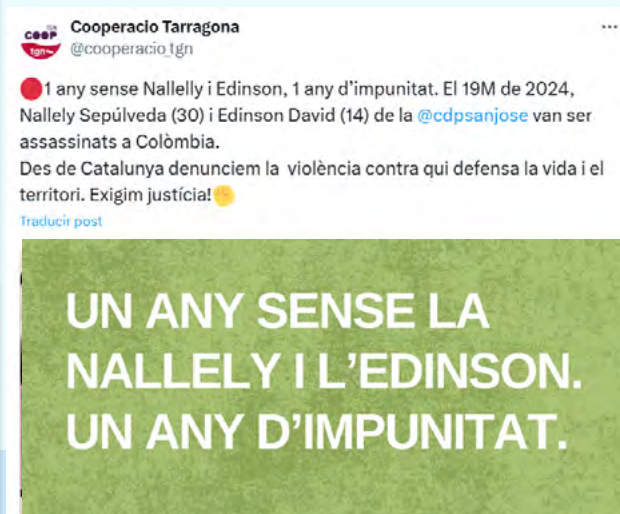 TGN
COOP
tgn
Cooperacio Tarragona
@cooperacio_tgn
1 any sense Nallelly i Edinson, 1 any d’impunitat. El 19M de 2024,
Nallely Sepúlveda (30) i Edinson David (14) de la @cdpsanjose van ser
assassinats a Colòmbia.
Des de Catalunya denunciem la violència contra qui defensa la vida i el
territori. Exigim justícia!
Traducir post
UN ANY SENSE LA
NALLELY I L’EDINSON.
UN ANY D’IMPUNITAT.